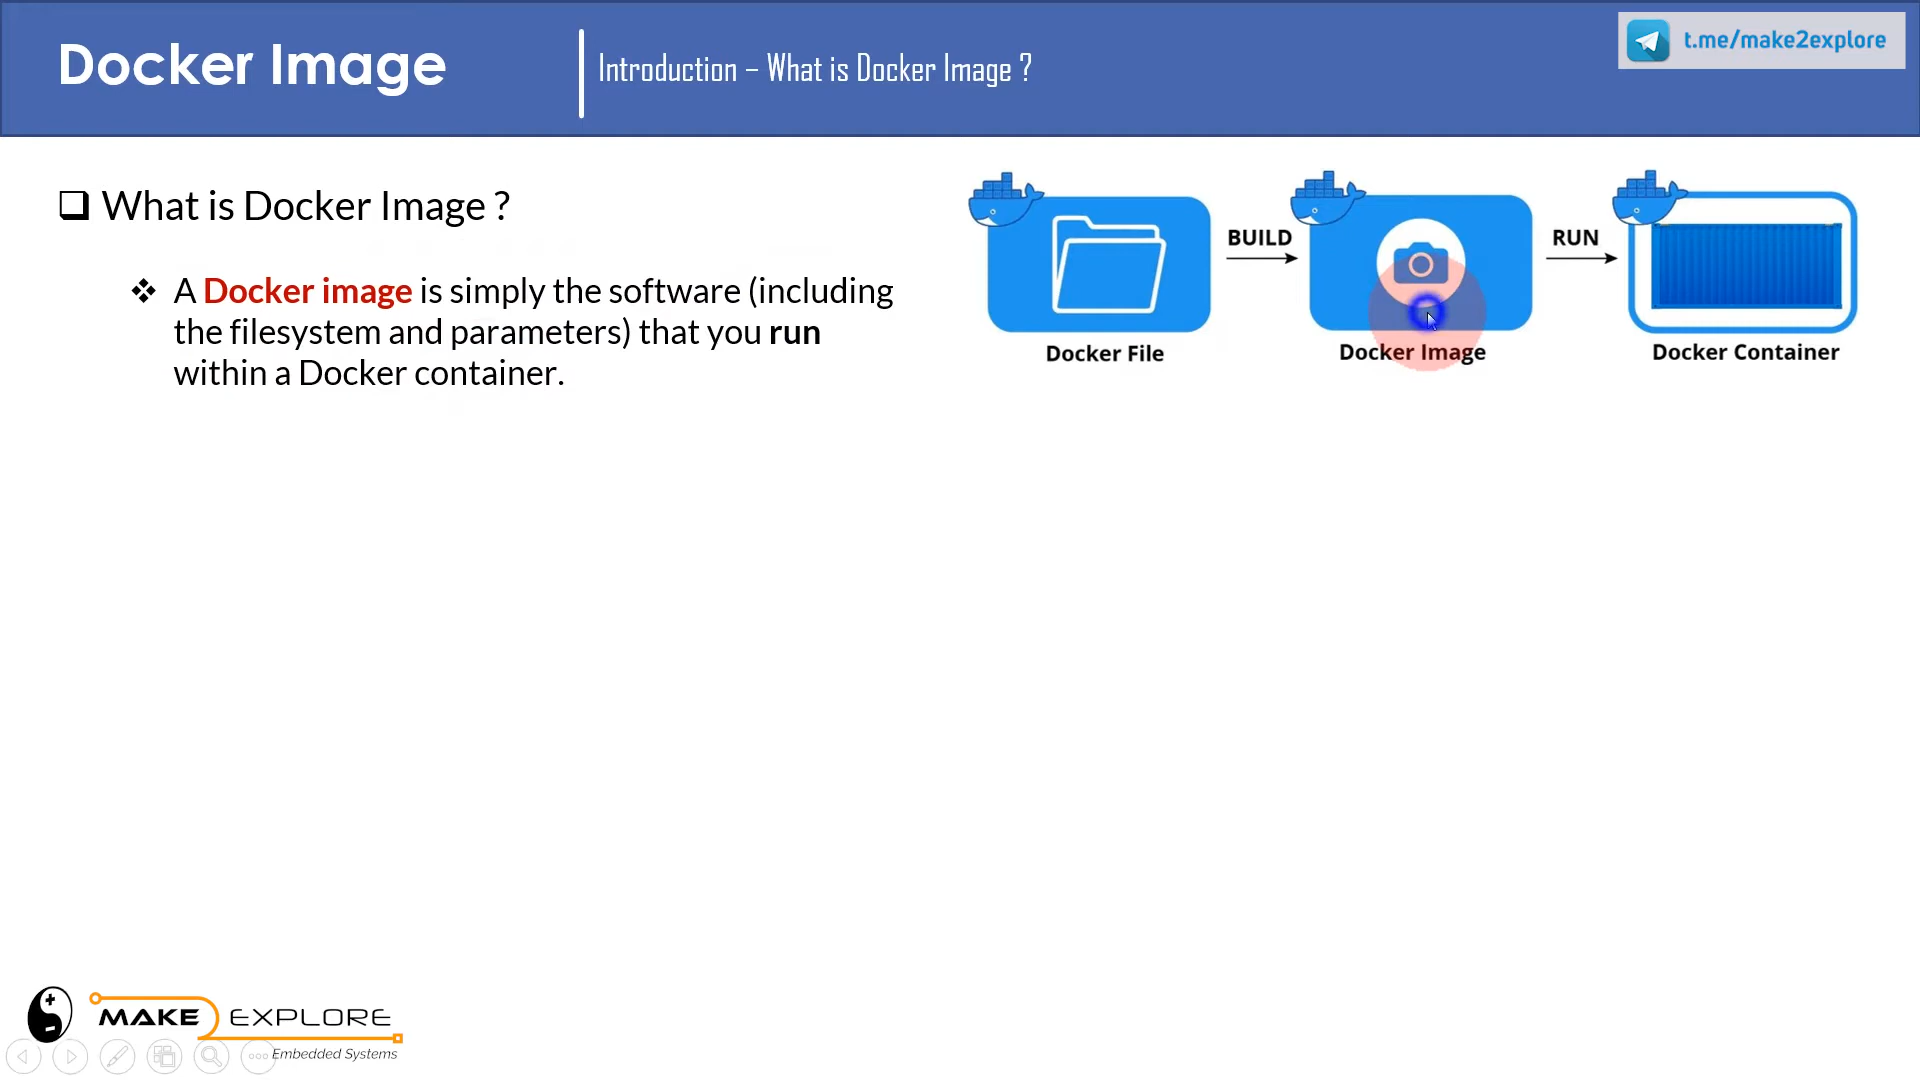 Docker Image
Introduction – What is Docker Image ?
t.me/make2explore
What is Docker Image ?
A Docker image is simply the software (including
the filesystem and parameters) that you run
within a Docker container.
BUILD
RUN
Docker File
Docker Image
Docker Container
MAKE EXPLORE
Embedded Systems